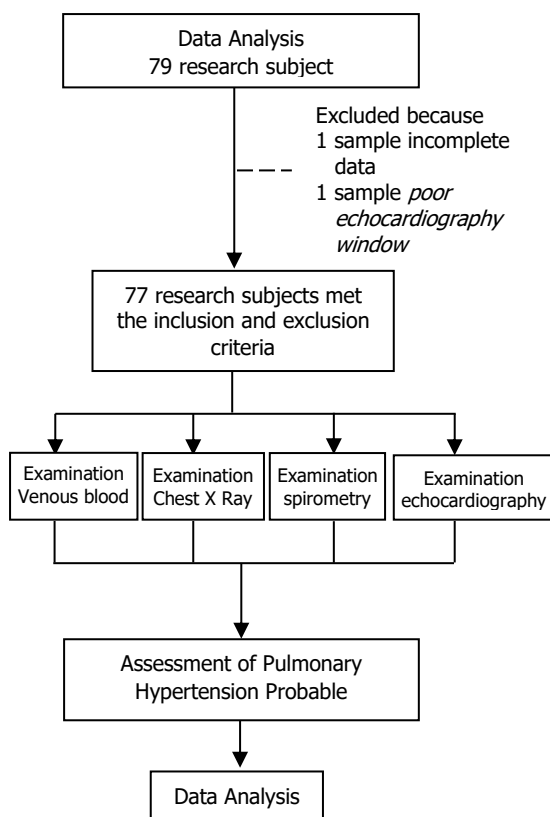 Data Analysis
79 research subject
Excluded because
1 sample incomplete
data
1 sample poor
echocardiography
window
77 research subjects met
the inclusion and exclusion
criteria
Examination
Venous blood
Examination
Chest X Ray
Examination
spirometry
Examination
echocardiography
Assessment of Pulmonary
Hypertension Probable
Data Analysis